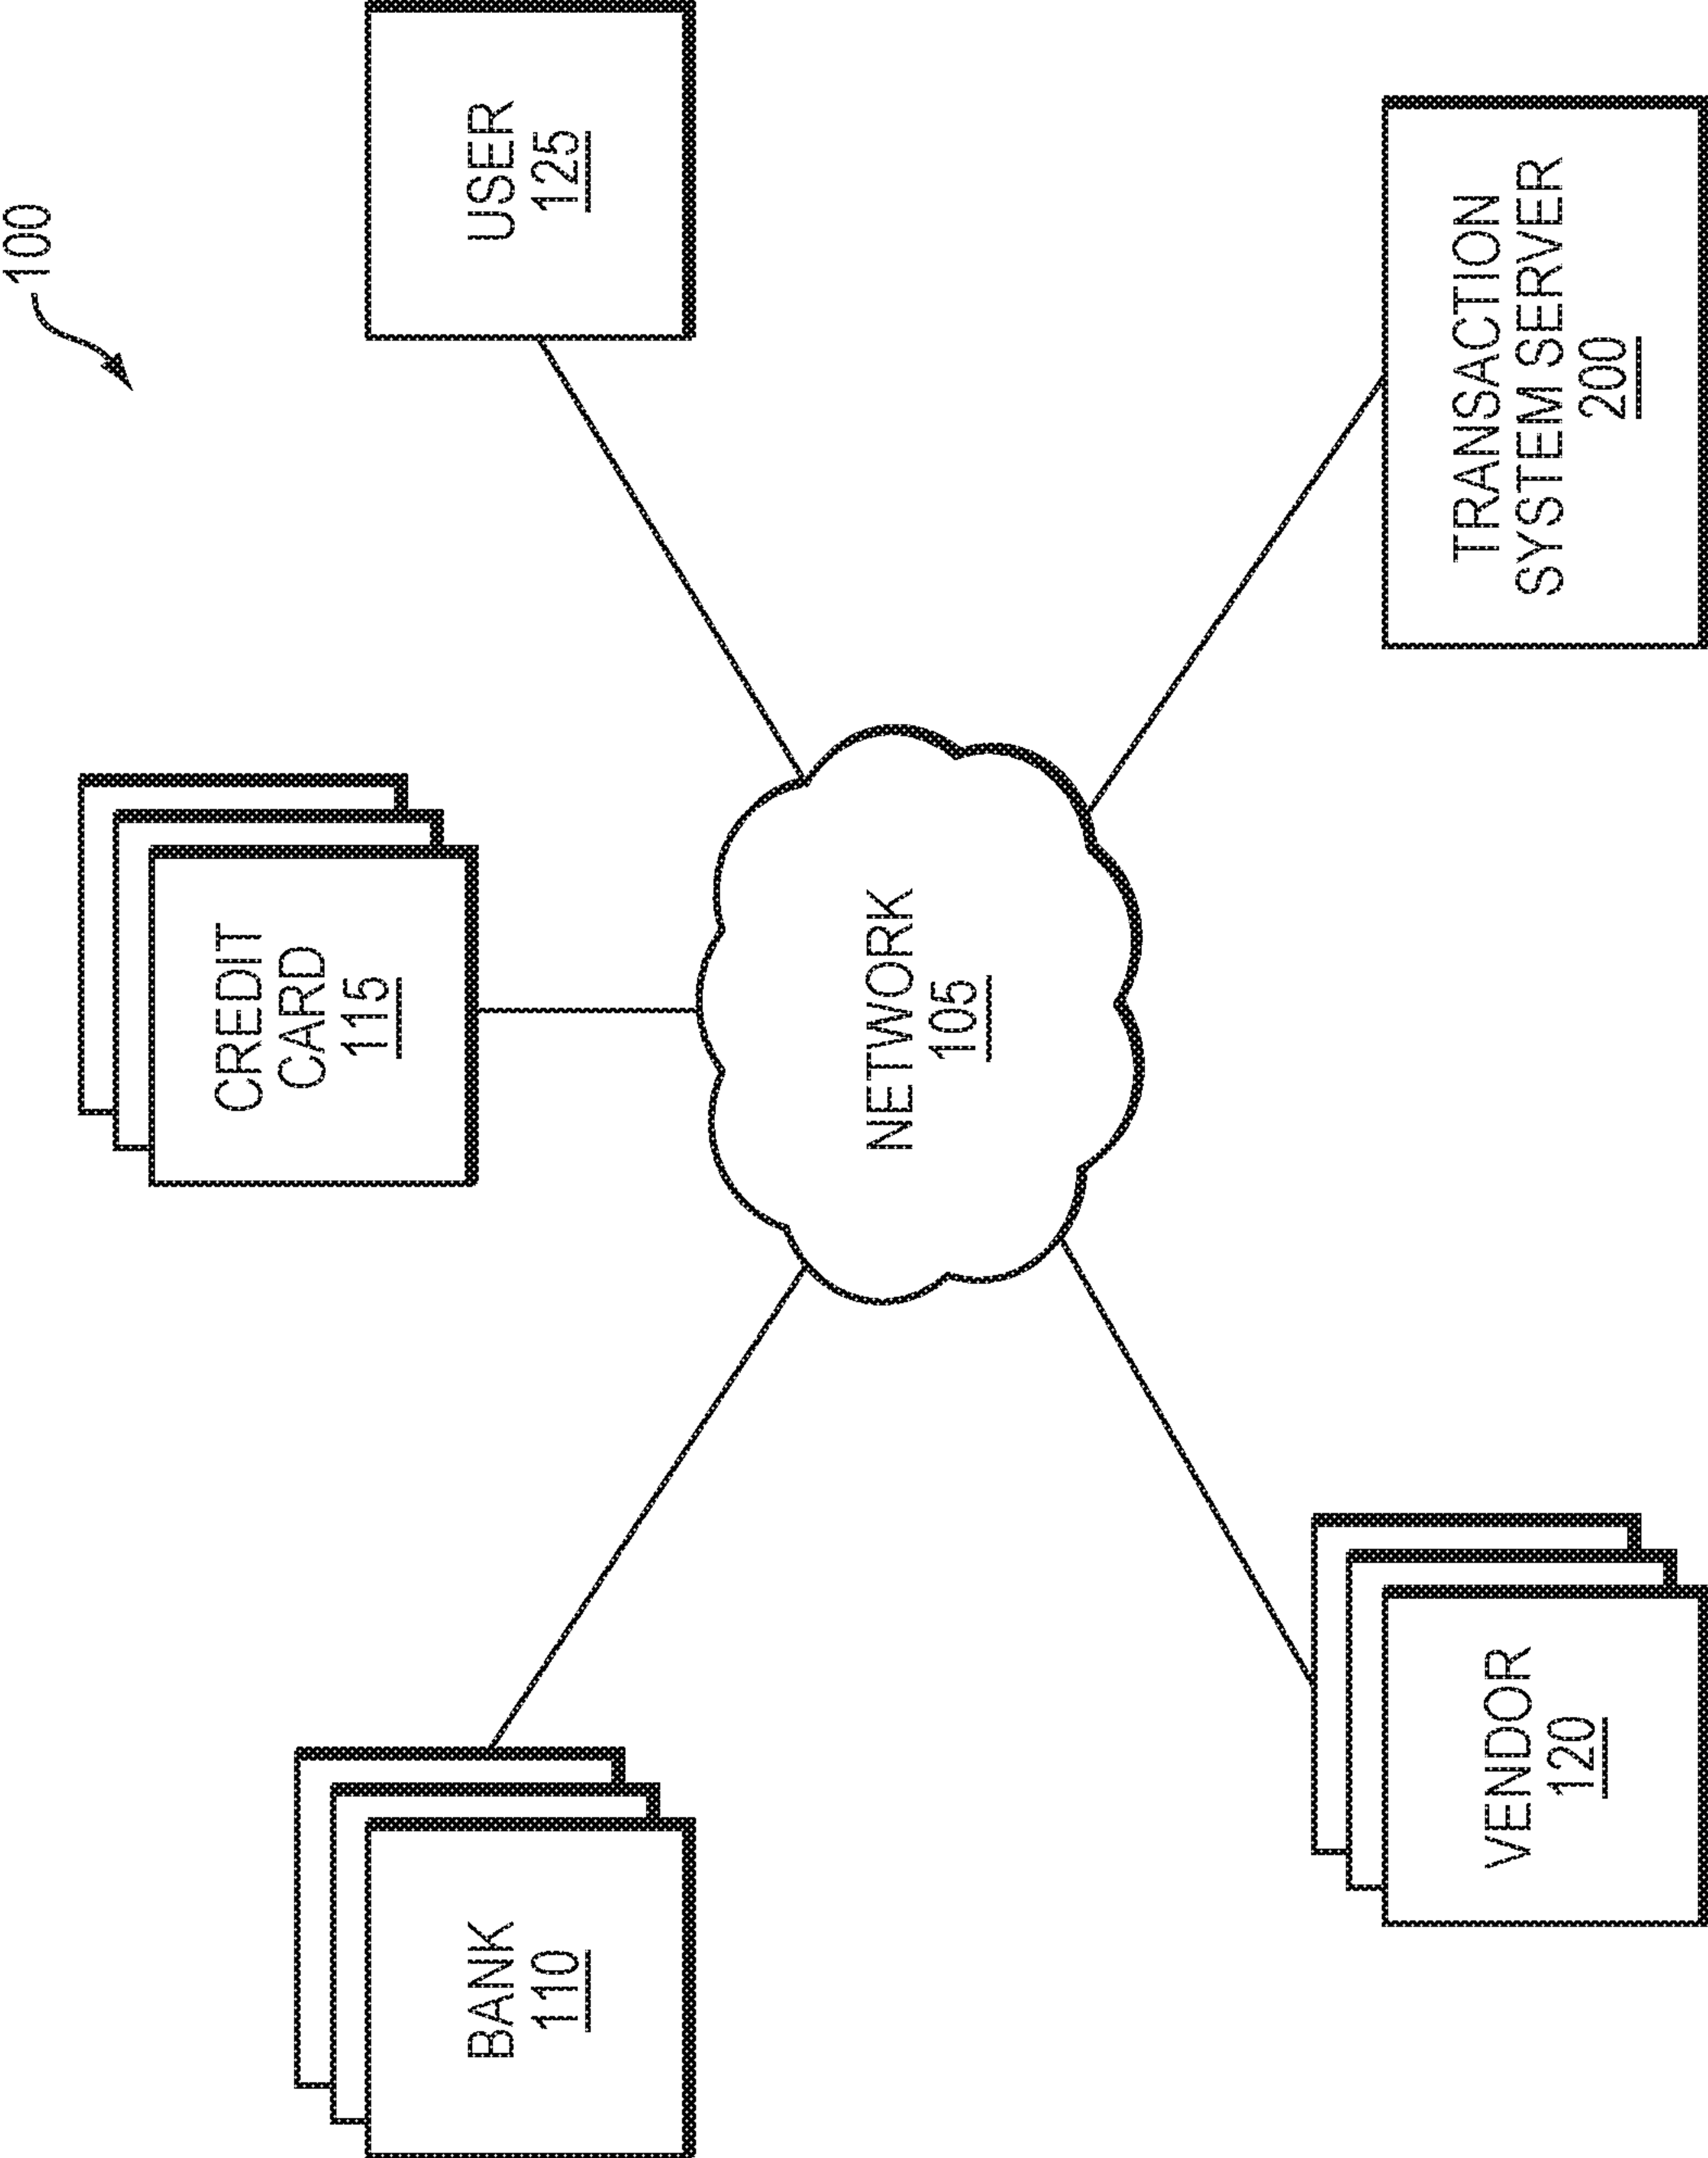 100
CREDIT
CARD
115
BANK
110
USER
125
NETWORK
105
VENDOR
120
TRANSACTION
SYSTEM SERVER
200